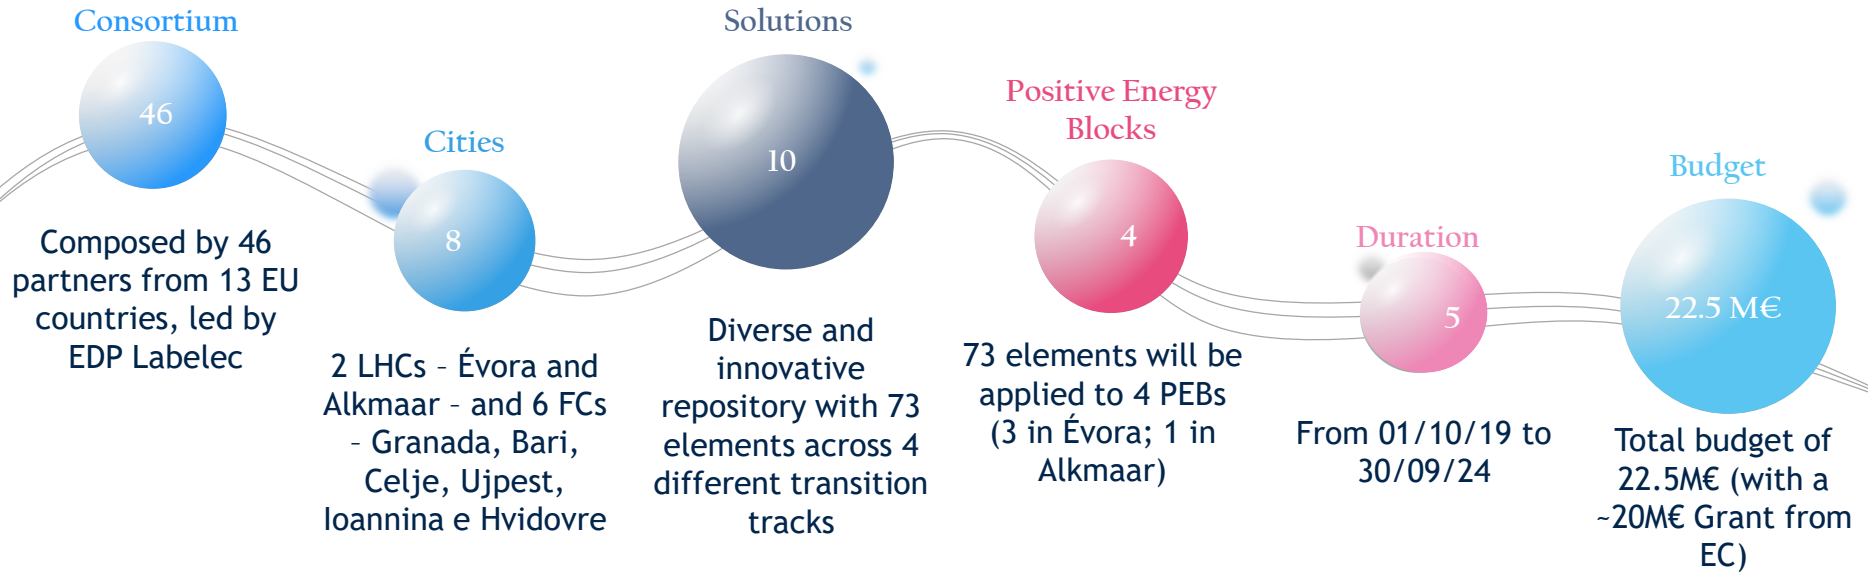 Consortium
46
Composed by 46
partners from 13 EU
countries, led by
EDP Labelec
Cities
8
2 LHCs – Évora and
Alkmaar – and 6 FCs
– Granada, Bari,
Celje, Ujpest,
Ioannina e Hvidovre
Solutions
10
Diverse and
innovative
repository with 73
elements across 4
different transition
tracks
Positive Energy
Blocks
4
73 elements will be
applied to 4 PEBs
(3 in Évora; 1 in
Alkmaar)
Duration
5
From 01/10/19 to
30/09/24
Budget
22.5 M€
Total budget of
22.5M€ (with a
~20M€ Grant from
EC)